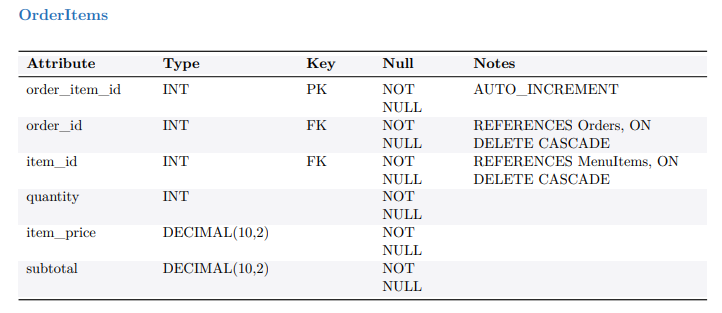 OrderItems
Attribute Type Key Null Notes
order_item_id INT PK NOT AUTO_INCREMENT
NULL
order_id INT FK NOT REFERENCES Orders, ON
NULL DELETE CASCADE
item_id INT FK NOT REFERENCES MenuItems, ON
NULL DELETE CASCADE
quantity INT NOT
NULL
item_price DECIMAL(10,2) NOT
NULL
subtotal DECIMAL(10,2) NOT
NULL